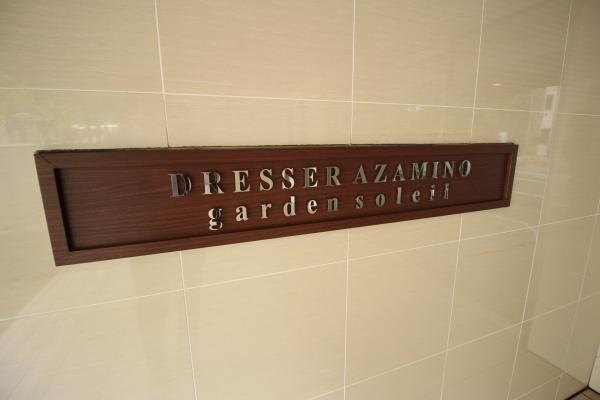 DRESSER AZAMINO
garden soleil